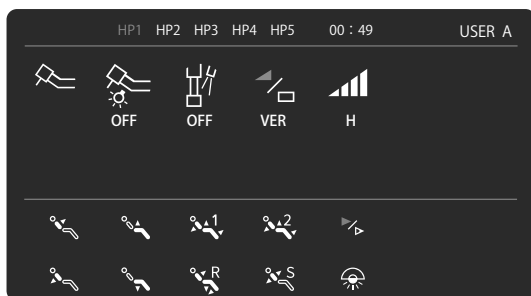 HP1 HP2 HP3 HP4 HP5 00：49 USER A
OFF OFF VER H
1 2
R S